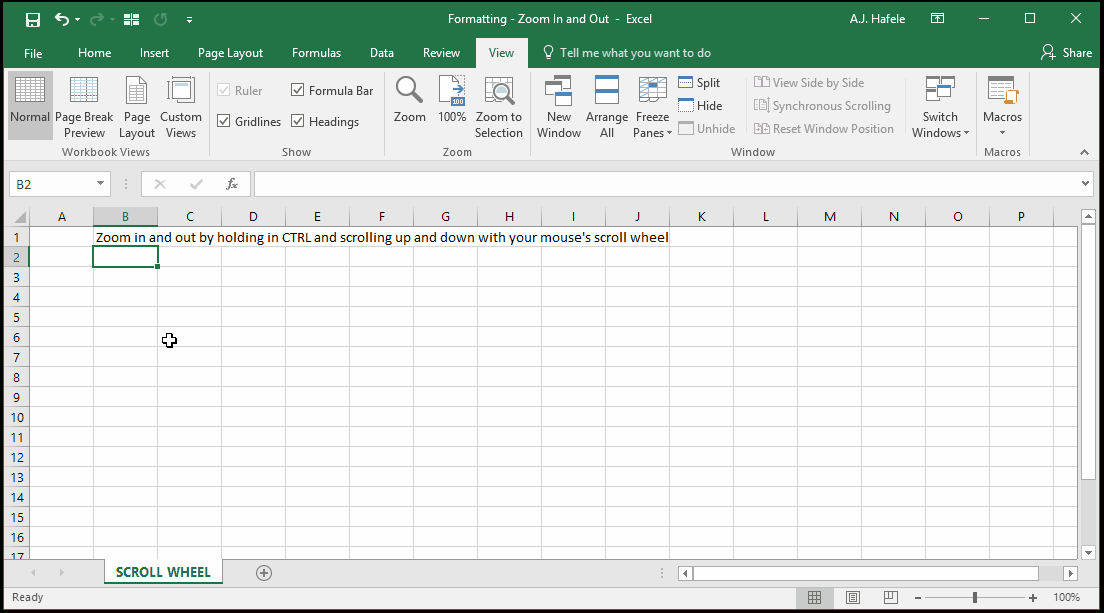 Formatting - Zoom In and Out - Excel
A.J. Hafele
File Home Insert Page Layout Formulas Data Review View Tell me what you want to do Share
Normal
Page Break Preview
Page Layout
Custom Views
Workbook Views
Ruler
Formula Bar
Gridlines
Headings
Show
Zoom
100
100%
Zoom to Selection
Zoom
New Window
Arrange All
Freeze Panes
Split
Hide
Unhide
View Side by Side
Synchronous Scrolling
Reset Window Position
Switch Windows
Window
Macros
Macros
B2
fx
A B C D E F G H I J K L M N O P
1 Zoom in and out by holding in CTRL and scrolling up and down with your mouse's scroll wheel
2
3
4
5
6
7
8
9
10
11
12
13
14
15
16
17
SCROLL WHEEL
Ready
100%